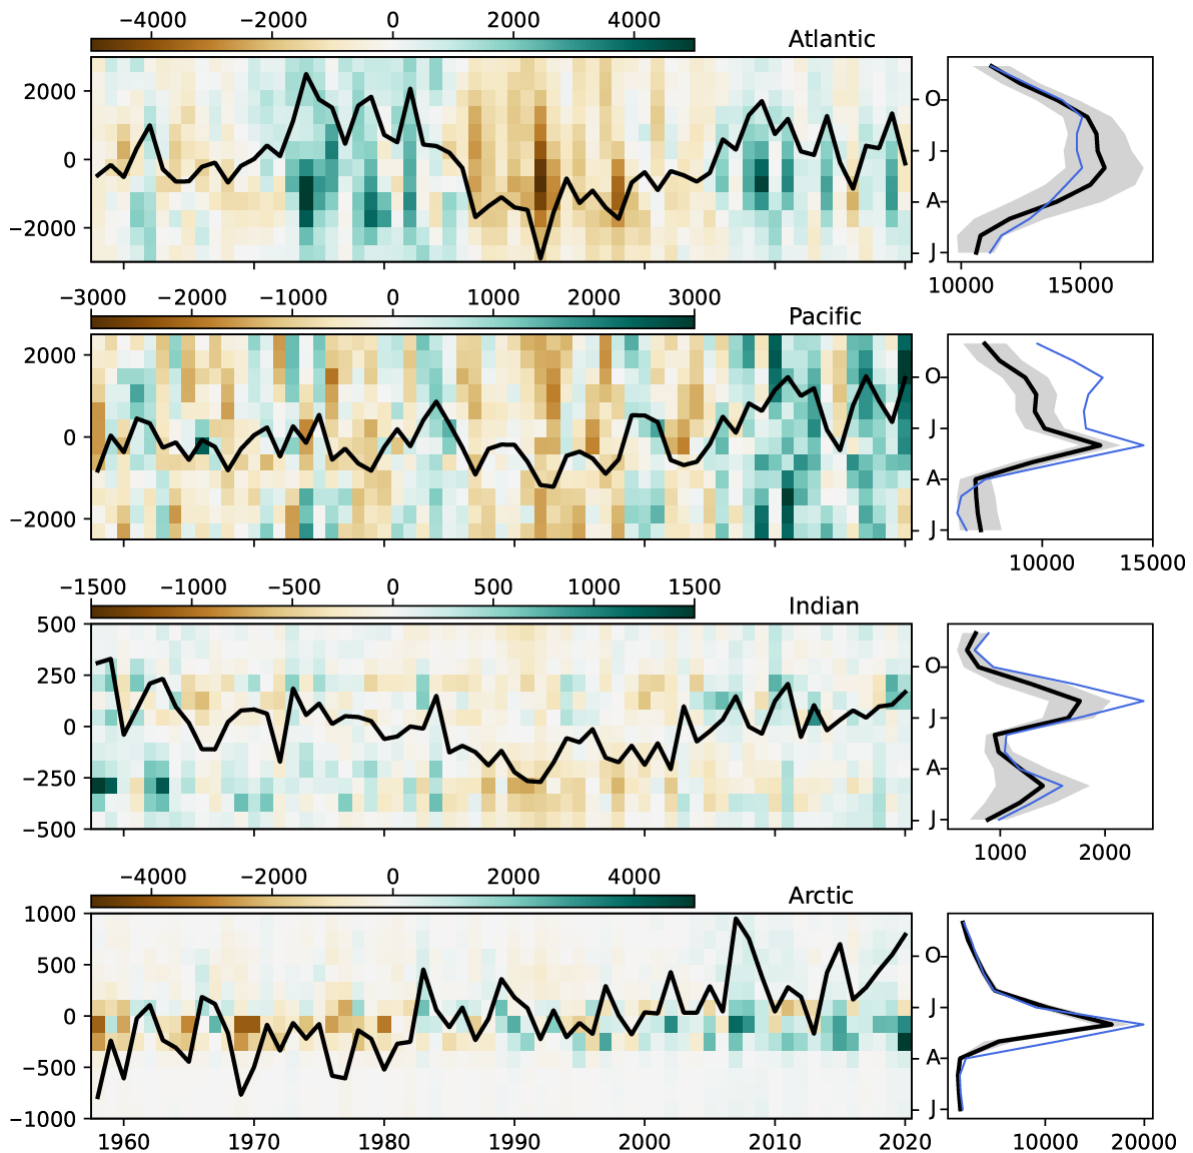 −4000 −2000 0 2000 4000 Atlantic
2000
0
−2000
O
J
A
J
10000 15000
−3000 −2000 −1000 0 1000 2000 3000 Pacific
2000
0
−2000
O
J
A
J
10000 15000
−1500 −1000 −500 0 500 1000 1500 Indian
500
250
0
−250
−500
O
J
A
J
1000 2000
−4000 −2000 0 2000 4000 Arctic
1000
500
0
−500
−1000
O
J
A
J
1960 1970 1980 1990 2000 2010 2020 10000 20000